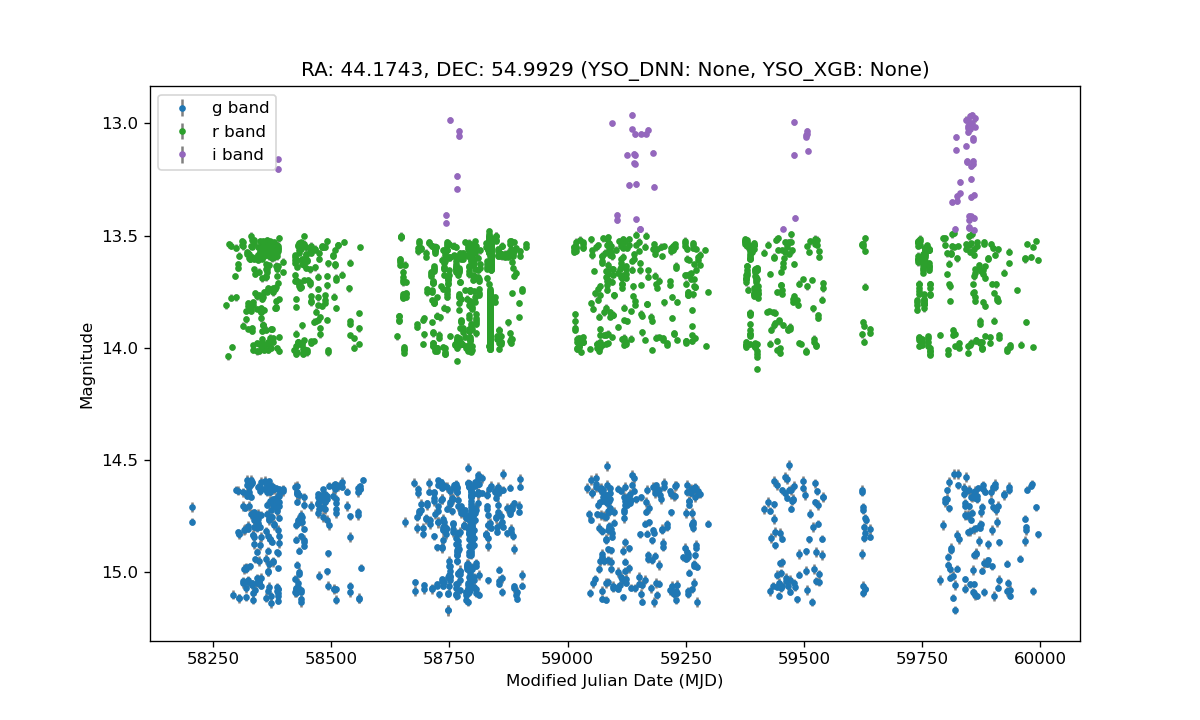 RA: 44.1743, DEC: 54.9929 (YSO_DNN: None, YSO_XGB: None)
g band
r band
i band
13.0
13.5
14.0
14.5
15.0
Magnitude
58250 58500 58750 59000 59250 59500 59750 60000
Modified Julian Date (MJD)